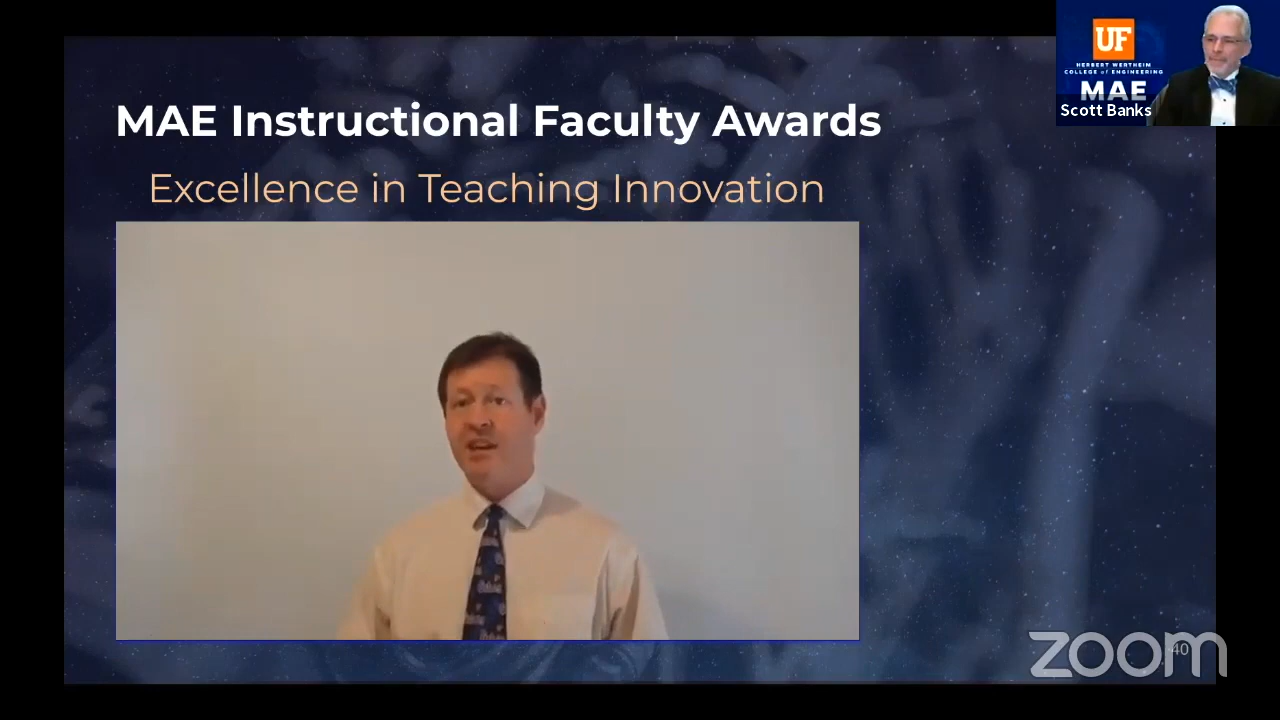 MAE Instructional Faculty Awards
Excellence in Teaching Innovation
UF
HERBERT WERTHEIM
COLLEGE of ENGINEERING
MAE
Scott Banks
zoom
40